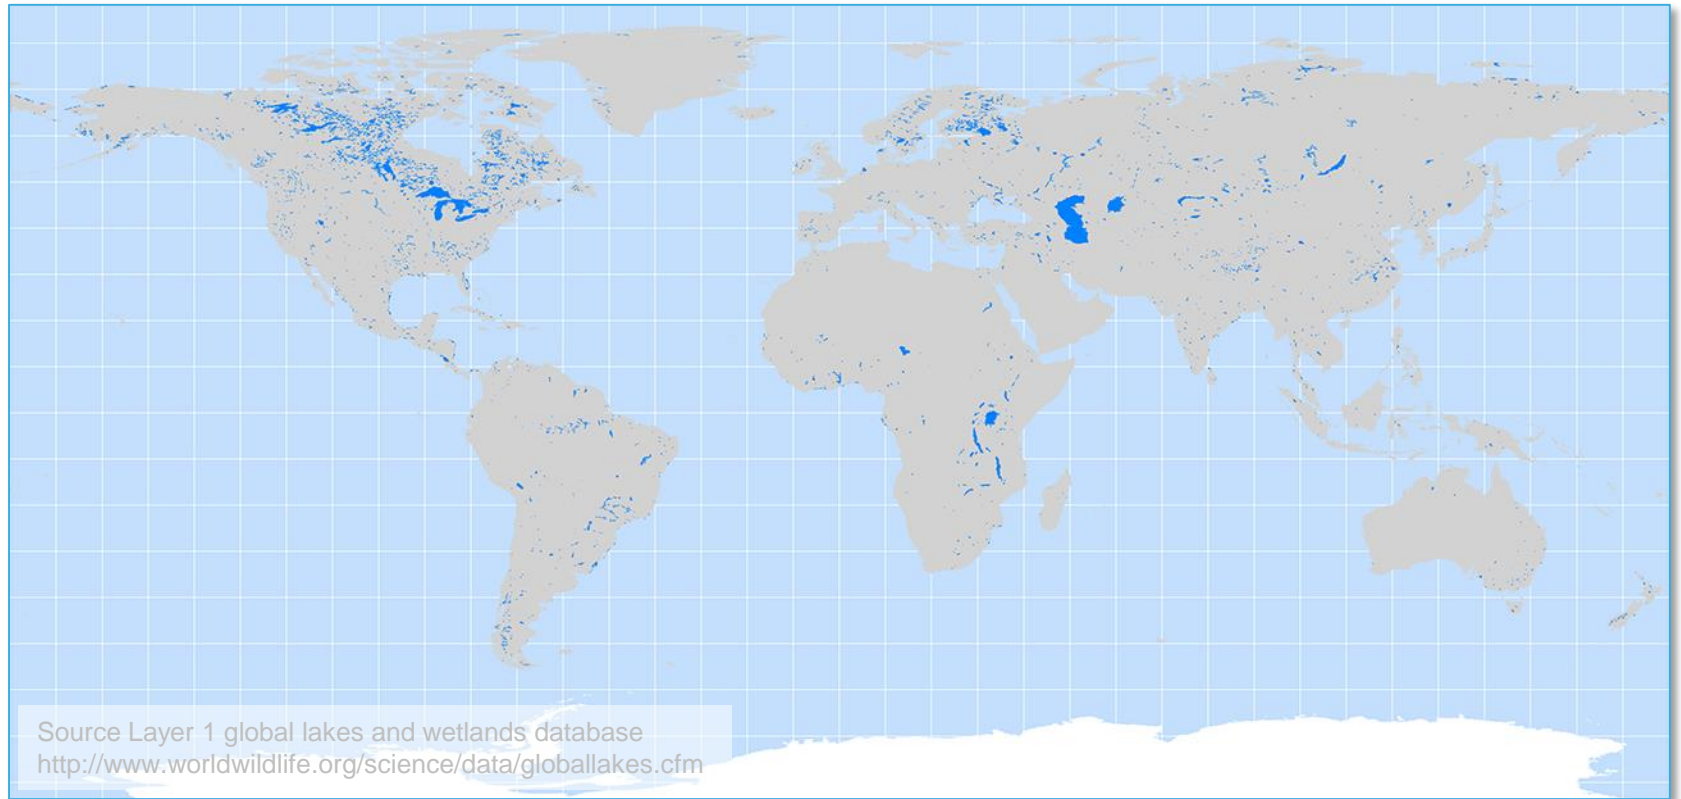 Source Layer 1 global lakes and wetlands database
http://www.worldwildlife.org/science/data/globallakes.cfm